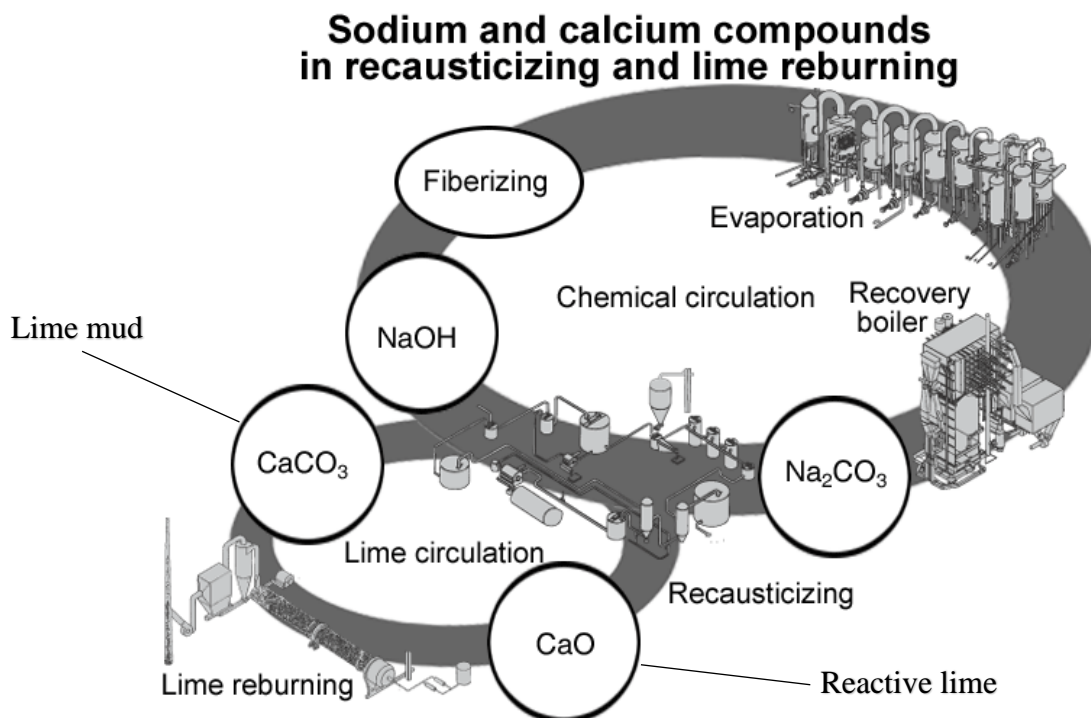 Sodium and calcium compounds
in recausticizing and lime reburning
Fiberizing
Evaporation
Chemical circulation
Recovery
boiler
Lime mud
NaOH
CaCO₃
Na₂CO₃
Lime circulation
Recausticizing
CaO
Lime reburning
Reactive lime